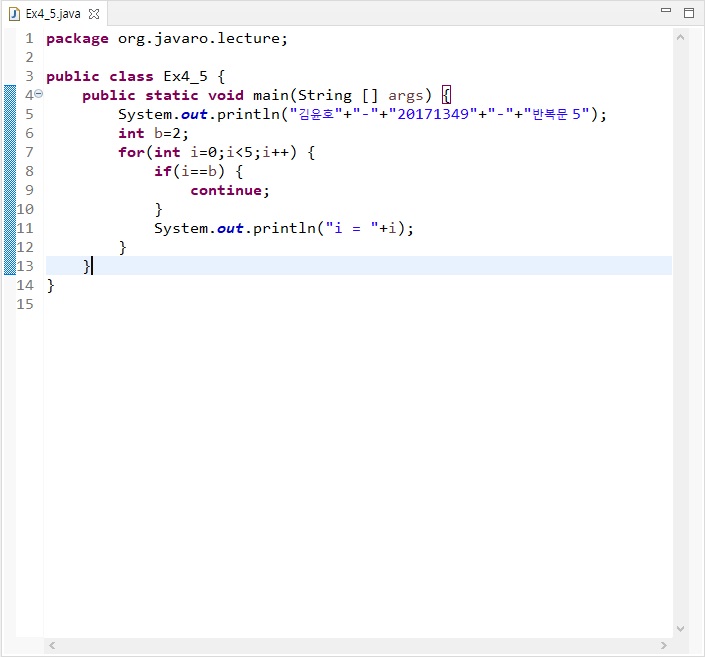 Ex4_5.java
1 package org.javaro.lecture;
2
3 public class Ex4_5 {
4 public static void main(String [] args) {
5 System.out.println("김윤호"+"-"+"20171349"+"-"+"반복문 5");
6 int b=2;
7 for(int i=0;i<5;i++) {
8 if(i==b) {
9 continue;
10 }
11 System.out.println("i = "+i);
12 }
13 }
14 }
15